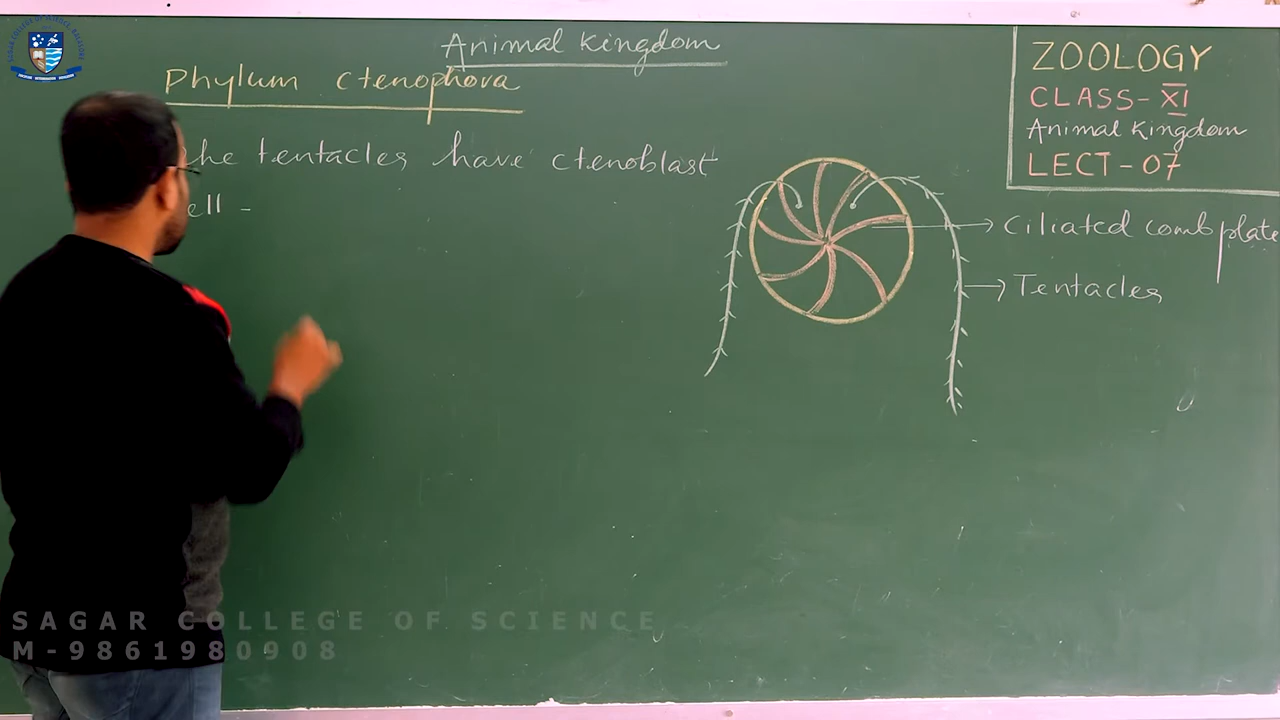 Animal Kingdom
Phylum ctenophora
he tentacles have ctenoblast
ell -
ZOOLOGY
CLASS-XI
Animal Kingdom
LECT-07
Ciliated comb plate
Tentacles
SAGAR COLLEGE OF SCIENCE
M-9861980908